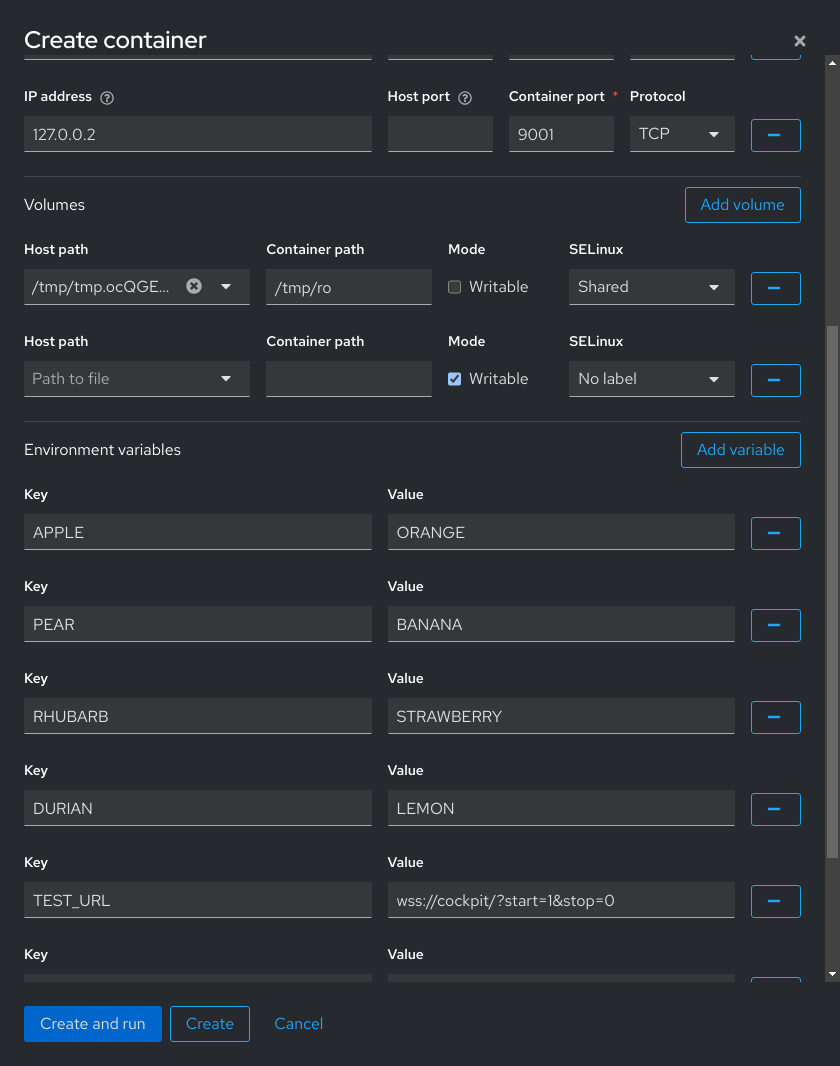 Create container
IP address Host port Container port * Protocol
127.0.0.2 9001 TCP
Volumes Add volume
Host path Container path Mode SELinux
/tmp/tmp.ocQGE... /tmp/ro Writable Shared
Host path Container path Mode SELinux
Path to file Writable No label
Environment variables Add variable
Key Value
APPLE ORANGE
Key Value
PEAR BANANA
Key Value
RHUBARB STRAWBERRY
Key Value
DURIAN LEMON
Key Value
TEST_URL wss://cockpit/?start=1&stop=0
Key Value
Create and run Create Cancel